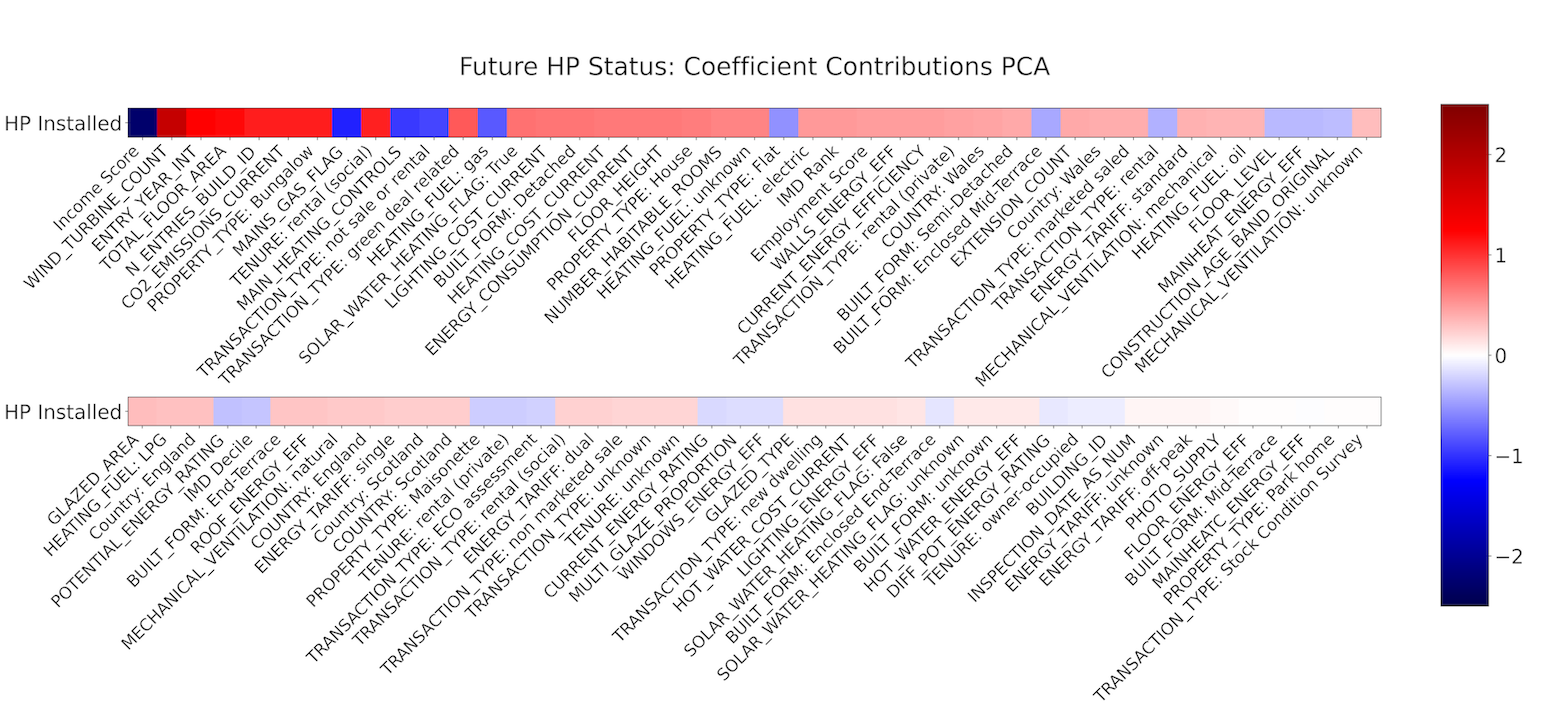 Future HP Status: Coefficient Contributions PCA
HP Installed
Income Score
WIND_TURBINE_COUNT
ENTRY_YEAR_INT
TOTAL_FLOOR_AREA
N_ENTRIES_BUILD_ID
CO2_EMISSIONS_CURRENT
PROPERTY_TYPE: Bungalow
MAINS_GAS_FLAG
TENURE: rental (social)
MAIN_HEATING_CONTROLS
TRANSACTION_TYPE: not sale or rental
TRANSACTION_TYPE: green deal related
HEATING_FUEL: gas
SOLAR_WATER_HEATING_FLAG: True
LIGHTING_COST_CURRENT
BUILT_FORM: Detached
HEATING_COST_CURRENT
ENERGY_CONSUMPTION_CURRENT
FLOOR_HEIGHT
PROPERTY_TYPE: House
NUMBER_HABITABLE_ROOMS
HEATING_FUEL: unknown
PROPERTY_TYPE: Flat
HEATING_FUEL: electric
IMD Rank
Employment Score
WALLS_ENERGY_EFF
CURRENT_ENERGY_EFFICIENCY
TRANSACTION_TYPE: rental (private)
COUNTRY: Wales
BUILT_FORM: Semi-Detached
BUILT_FORM: Enclosed Mid-Terrace
EXTENSION_COUNT
Country: Wales
TRANSACTION_TYPE: marketed saled
TRANSACTION_TYPE: rental
ENERGY_TARIFF: standard
MECHANICAL_VENTILATION: mechanical
HEATING_FUEL: oil
FLOOR_LEVEL
MAINHEAT_ENERGY_EFF
CONSTRUCTION_AGE_BAND_ORIGINAL
MECHANICAL_VENTILATION: unknown
HP Installed
GLAZED_AREA
HEATING_FUEL: LPG
Country: England
POTENTIAL_ENERGY_RATING
IMD Decile
BUILT_FORM: End-Terrace
ROOF_ENERGY_EFF
MECHANICAL_VENTILATION: natural
COUNTRY: England
ENERGY_TARIFF: single
Country: Scotland
COUNTRY: Scotland
PROPERTY_TYPE: Maisonette
TENURE: rental (private)
TRANSACTION_TYPE: ECO assessment
TRANSACTION_TYPE: rental (social)
ENERGY_TARIFF: dual
TRANSACTION_TYPE: non marketed sale
TRANSACTION_TYPE: unknown
TENURE: unknown
CURRENT_ENERGY_RATING
MULTI_GLAZE_PROPORTION
WINDOWS_ENERGY_EFF
GLAZED_TYPE
TRANSACTION_TYPE: new dwelling
HOT_WATER_COST_CURRENT
LIGHTING_ENERGY_EFF
SOLAR_WATER_HEATING_FLAG: False
BUILT_FORM: Enclosed End-Terrace
SOLAR_WATER_HEATING_FLAG: unknown
BUILT_FORM: unknown
HOT_WATER_ENERGY_EFF
DIFF_POT_ENERGY_RATING
TENURE: owner-occupied
BUILDING_ID
INSPECTION_DATE_AS_NUM
ENERGY_TARIFF: unknown
ENERGY_TARIFF: off-peak
PHOTO_SUPPLY
FLOOR_ENERGY_EFF
BUILT_FORM: Mid-Terrace
MAINHEATC_ENERGY_EFF
PROPERTY_TYPE: Park home
TRANSACTION_TYPE: Stock Condition Survey
2
1
0
−1
−2